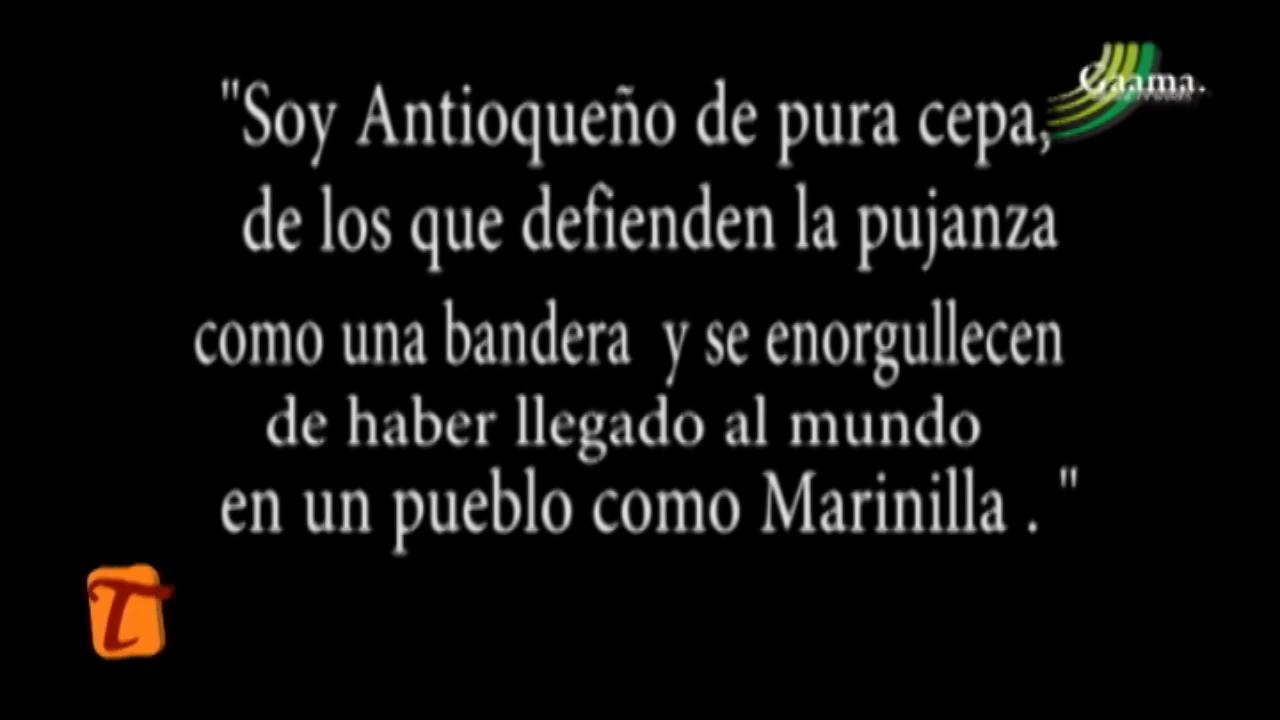 Gaama.
"Soy Antioqueño de pura cepa,
de los que defienden la pujanza
como una bandera y se enorgullecen
de haber llegado al mundo
en un pueblo como Marinilla . "
T